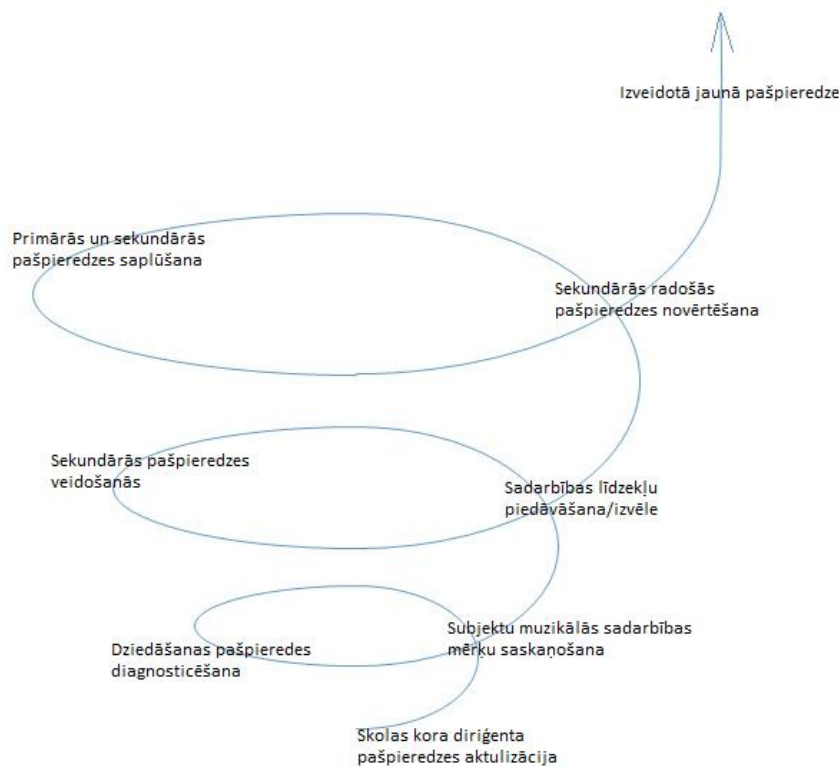 Izveidotā jaunā pašpieredze
Primārās un sekundārās
pašpieredzes saplūšana
Sekundārās radošās
pašpieredzes novērtēšana
Sekundārās pašpieredzes
veidošanās
Sadarbības līdzekļu
piedāvāšana/izvēle
Dziedāšanas pašpieredes
diagnosticēšana
Subjektu muzikālās sadarbības
mērķu saskaņošana
Skolas kora diriģenta
pašpieredzes aktulizācija